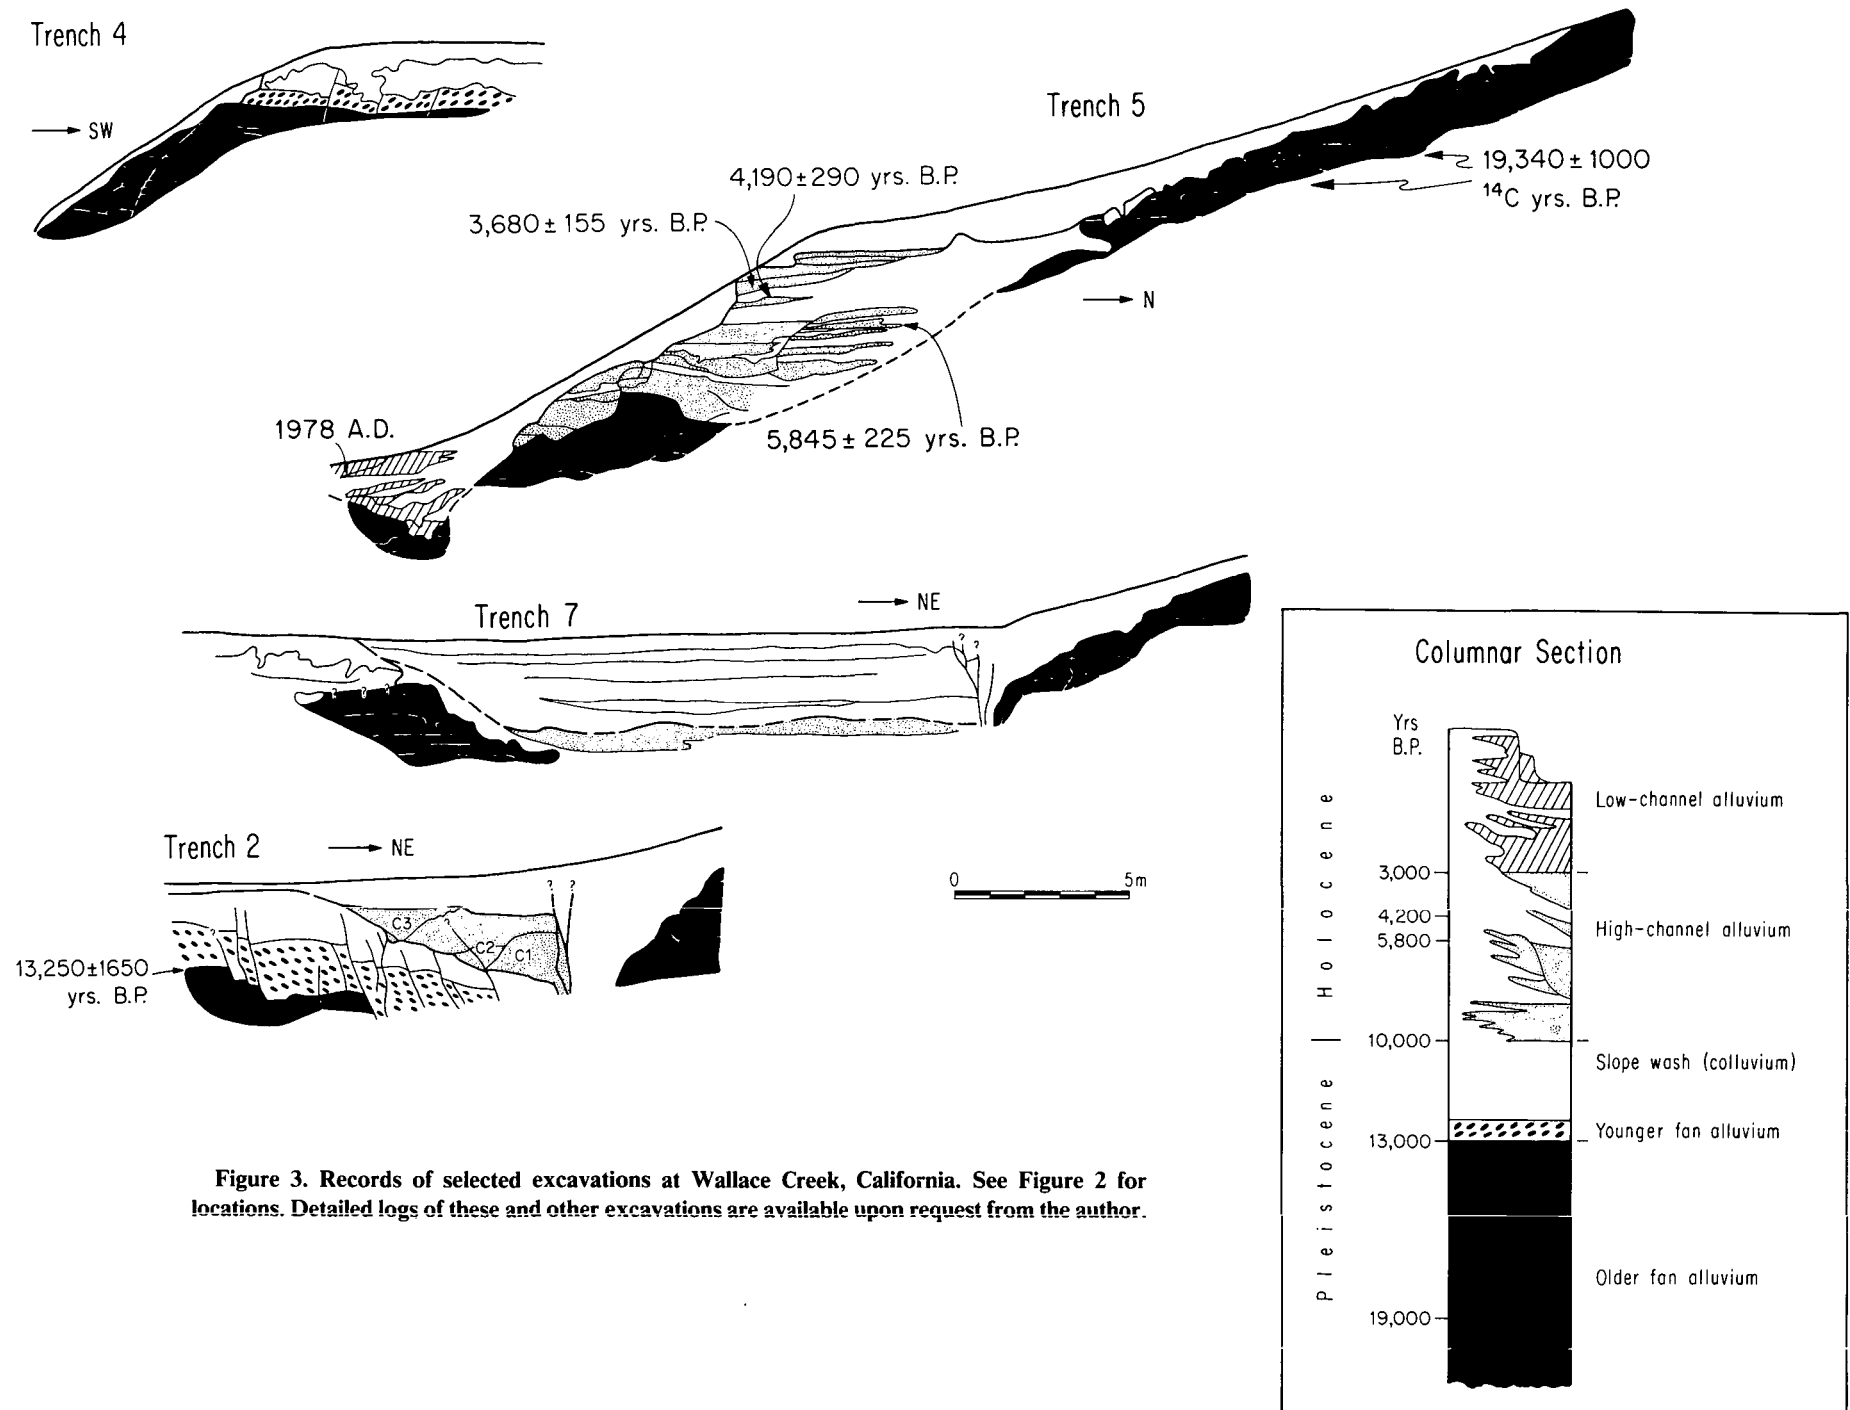 Trench 4
SW
Trench 5
19,340 ± 1000
¹⁴C yrs. B.P.
4,190 ± 290 yrs. B.P.
3,680 ± 155 yrs. B.P.
N
1978 A.D.
5,845 ± 225 yrs. B.P.
Trench 7
NE
? ?
? ? ?
Trench 2
NE
? ?
0 5m
C3 ? C2 C1
?
13,250±1650
yrs. B.P.
Figure 3. Records of selected excavations at Wallace Creek, California. See Figure 2 for
locations. Detailed logs of these and other excavations are available upon request from the author.
Columnar Section
Yrs
B.P.
Holocene
Pleistocene
Low-channel alluvium
3,000
4,200
High-channel alluvium
5,800
10,000
Slope wash (colluvium)
Younger fan alluvium
13,000
Older fan alluvium
19,000